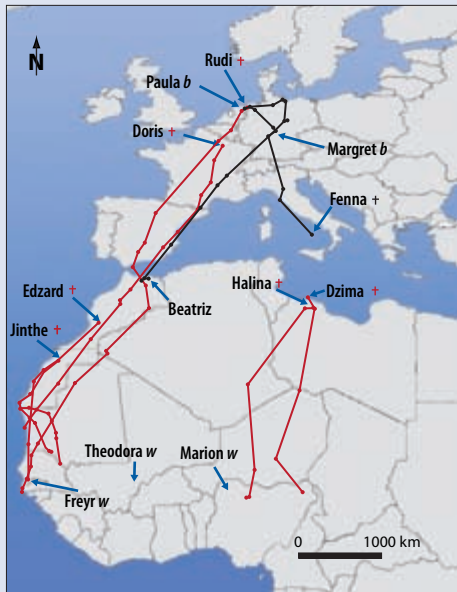 N
Rudi †
Paula b
Doris †
Margret b
Fenna +
Beatriz
Halina †
Dzima †
Edzard †
Jinthe †
Theodora w
Marion w
Freyr w
0 1000 km